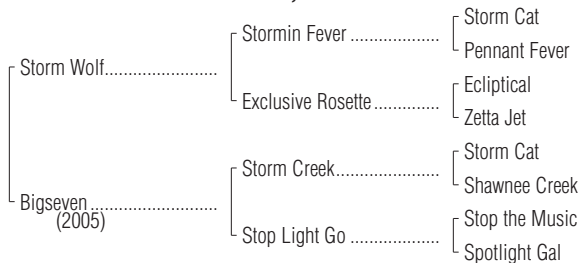 Storm Cat
Stormin Fever ....................
Pennant Fever
Storm Wolf.........................
Ecliptical
Exclusive Rosette ...............
Zetta Jet
Storm Cat
Storm Creek.......................
Shawnee Creek
Bigseven ............................
(2005)
Stop the Music
Stop Light Go .....................
Spotlight Gal